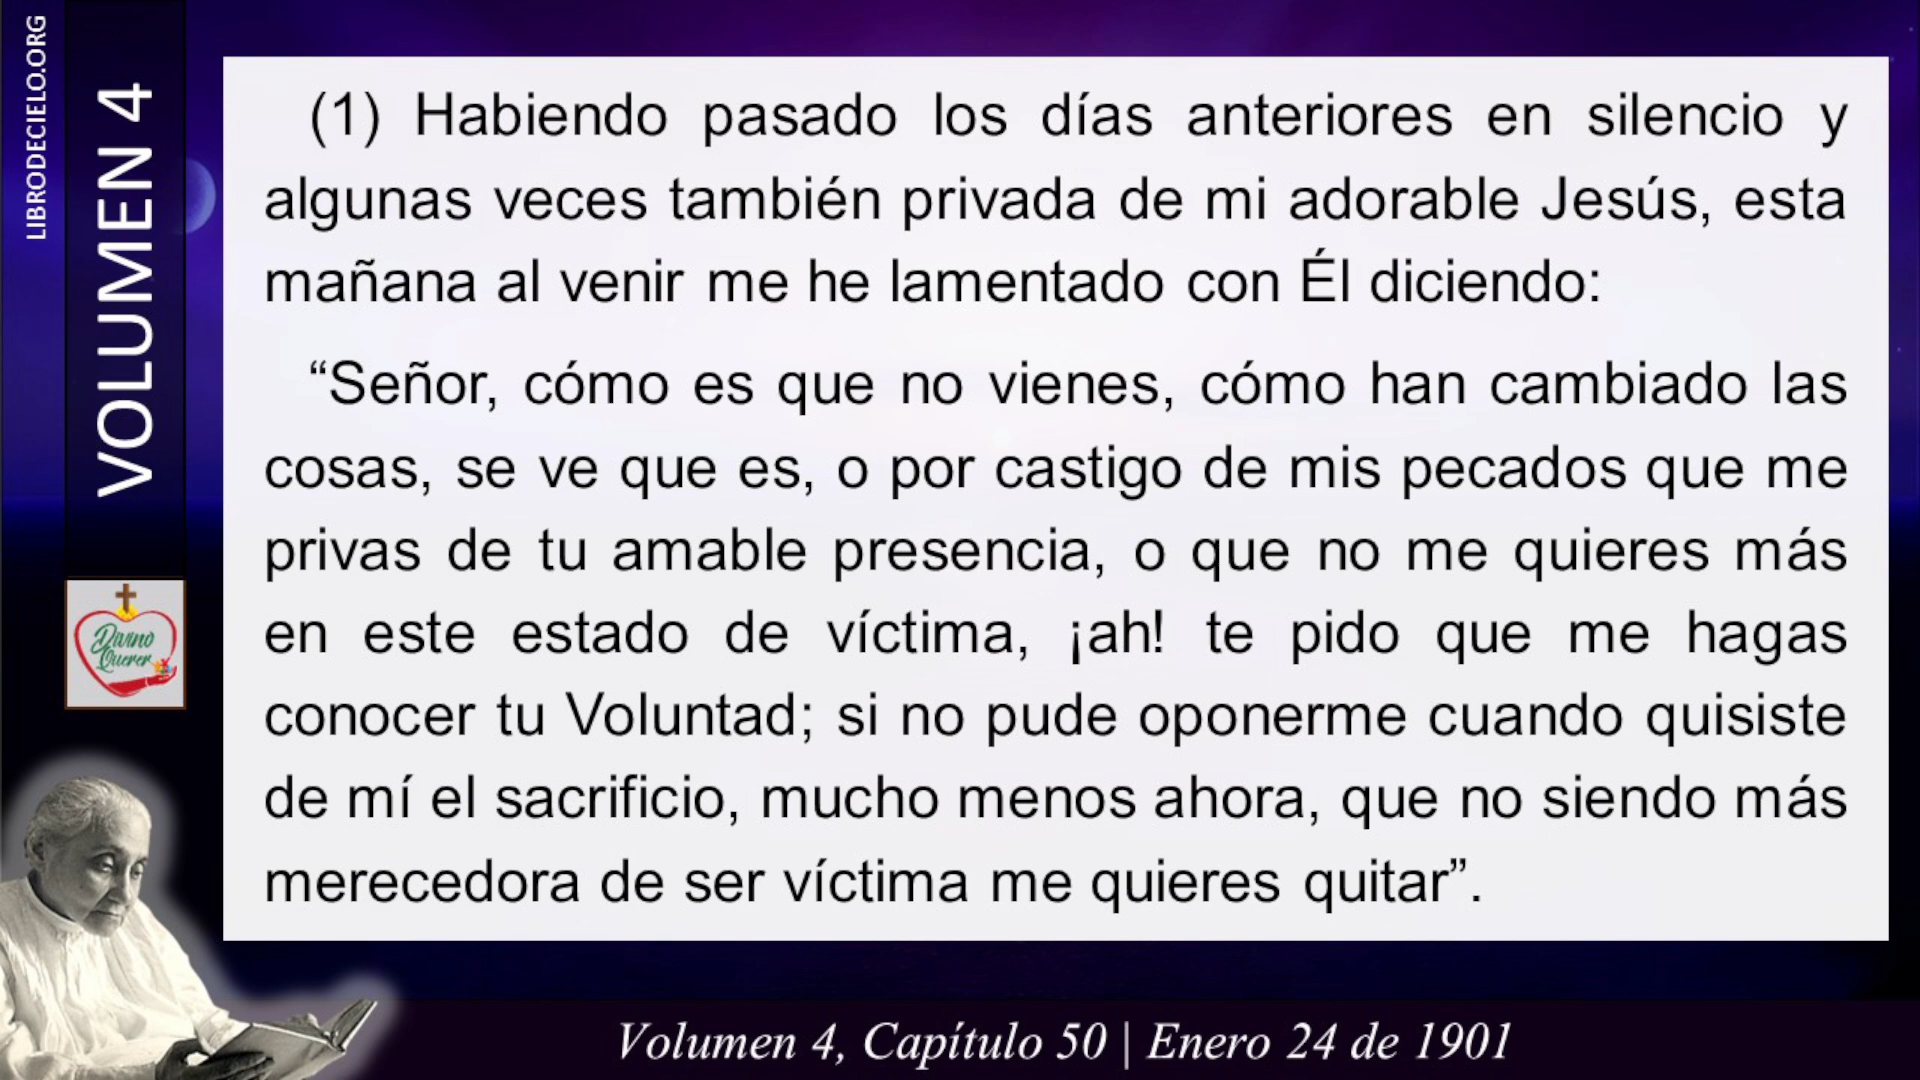 LIBRODECIELO.ORG
VOLUMEN 4
Divino
Querer
(1) Habiendo pasado los días anteriores en silencio y
algunas veces también privada de mi adorable Jesús, esta
mañana al venir me he lamentado con Él diciendo:
“Señor, cómo es que no vienes, cómo han cambiado las
cosas, se ve que es, o por castigo de mis pecados que me
privas de tu amable presencia, o que no me quieres más
en este estado de víctima, ¡ah! te pido que me hagas
conocer tu Voluntad; si no pude oponerme cuando quisiste
de mí el sacrificio, mucho menos ahora, que no siendo más
merecedora de ser víctima me quieres quitar”.
Volumen 4, Capítulo 50 | Enero 24 de 1901